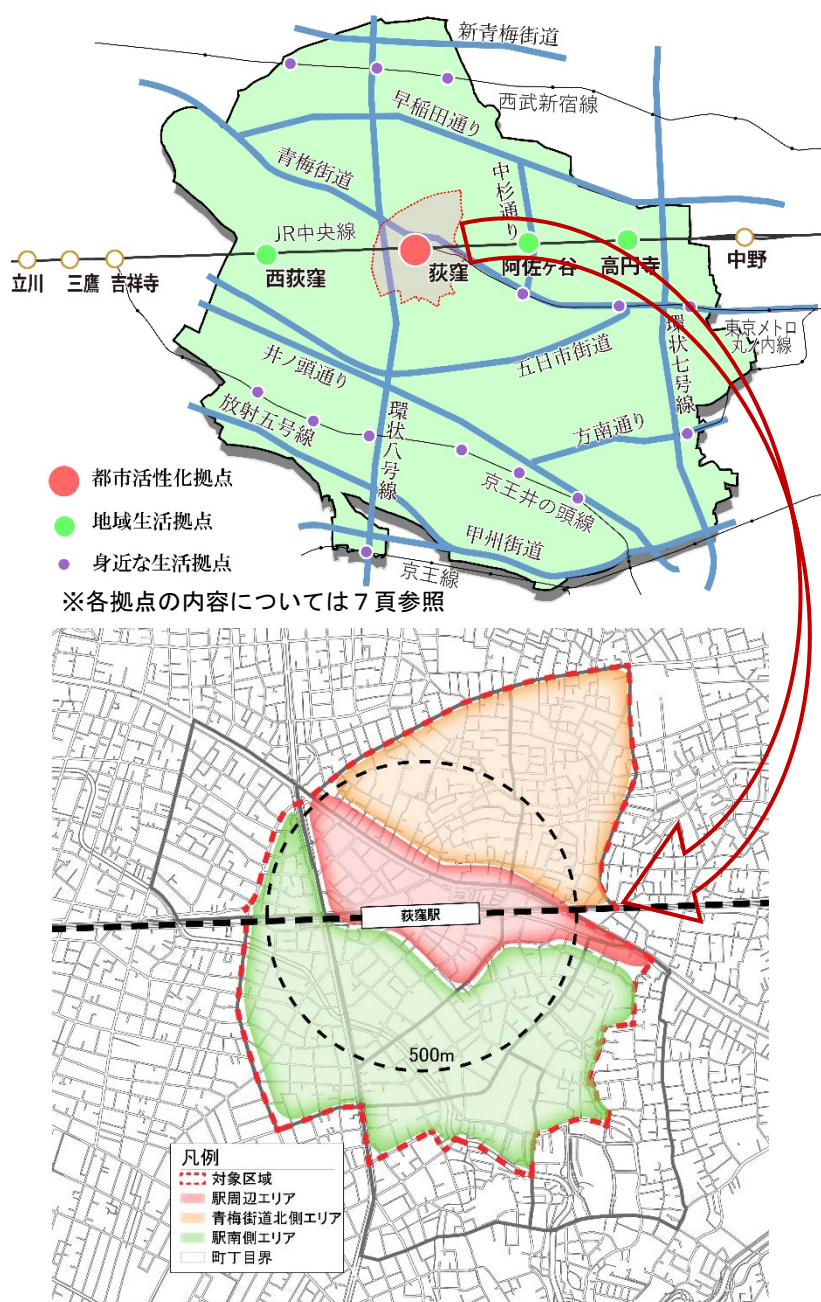 新青梅街道
西武新宿線
早稲田通り
青梅街道
中杉通り
JR中央線
立川
三鷹
吉祥寺
西荻窪
荻窪
阿佐ヶ谷
高円寺
中野
東京メトロ
丸ノ内線
五日市街道
環状七号線
井ノ頭通り
放射五号線
環状八号線
方南通り
京王井の頭線
甲州街道
京王線
都市活性化拠点
地域生活拠点
身近な生活拠点
※各拠点の内容については７頁参照
荻窪駅
500m
凡例
対象区域
駅周辺エリア
青梅街道北側エリア
駅南側エリア
町丁目界